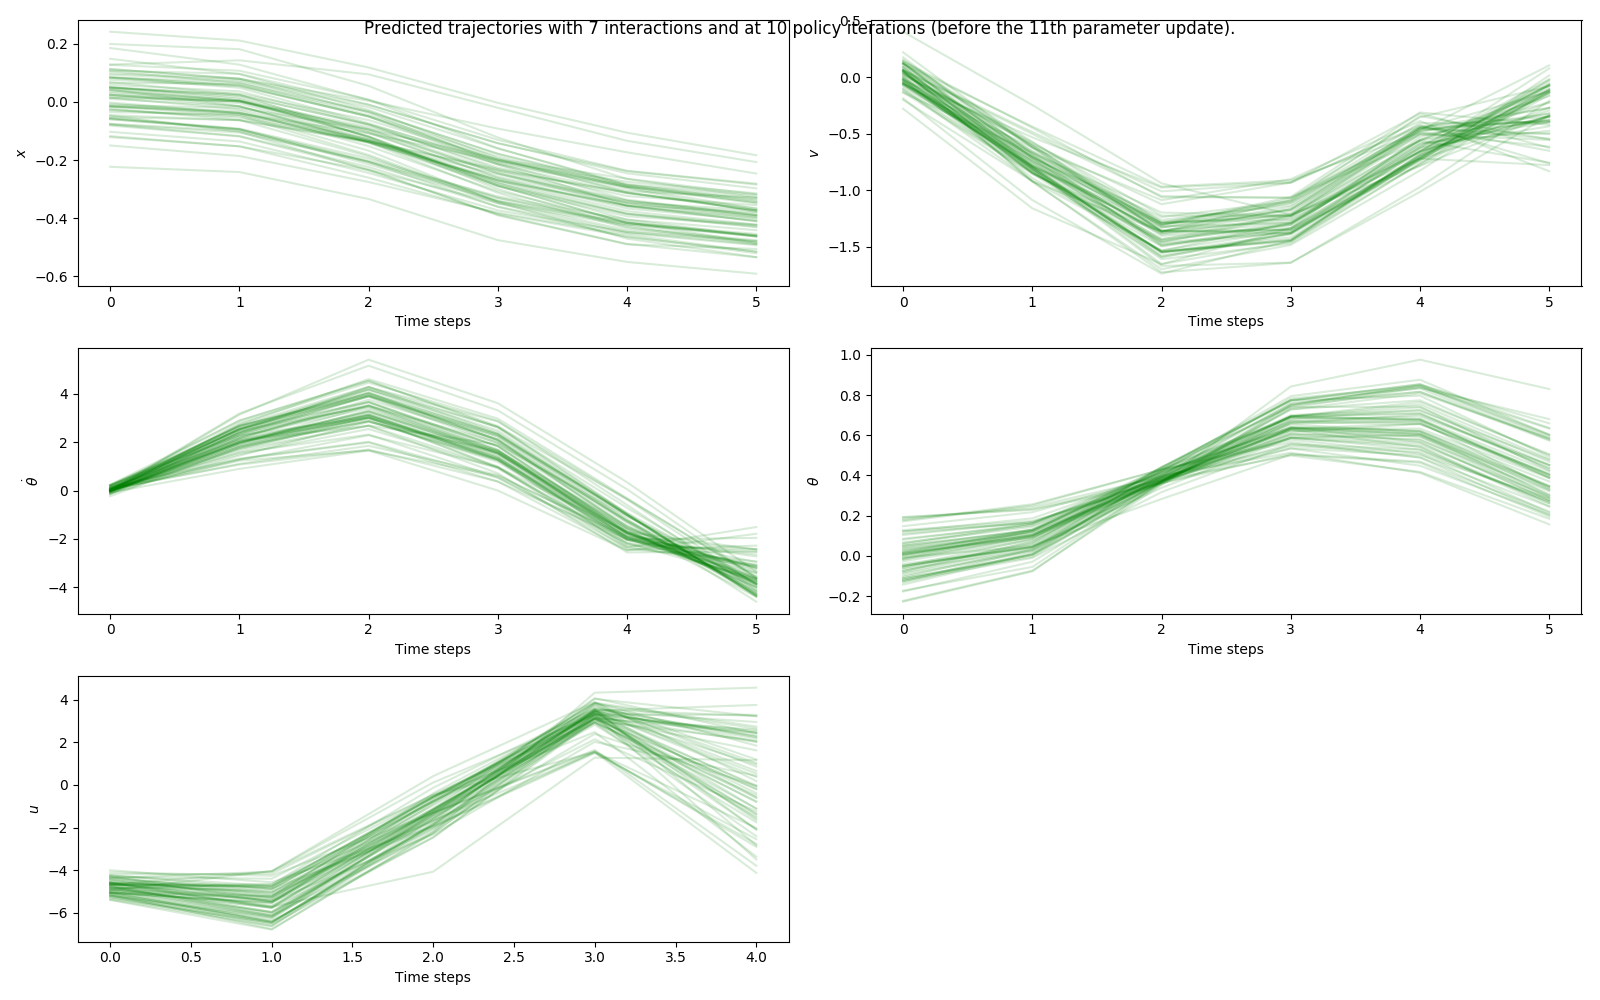 Predicted trajectories with 7 interactions and at 10 policy iterations (before the 11th parameter update).
0.2
0.0
−0.2
−0.4
−0.6
x
0 1 2 3 4 5
Time steps
0.5
0.0
−0.5
−1.0
−1.5
v
0 1 2 3 4 5
Time steps
4
2
0
−2
−4
θ̇
0 1 2 3 4 5
Time steps
1.0
0.8
0.6
0.4
0.2
0.0
−0.2
θ
0 1 2 3 4 5
Time steps
4
2
0
−2
−4
−6
u
0.0 0.5 1.0 1.5 2.0 2.5 3.0 3.5 4.0
Time steps